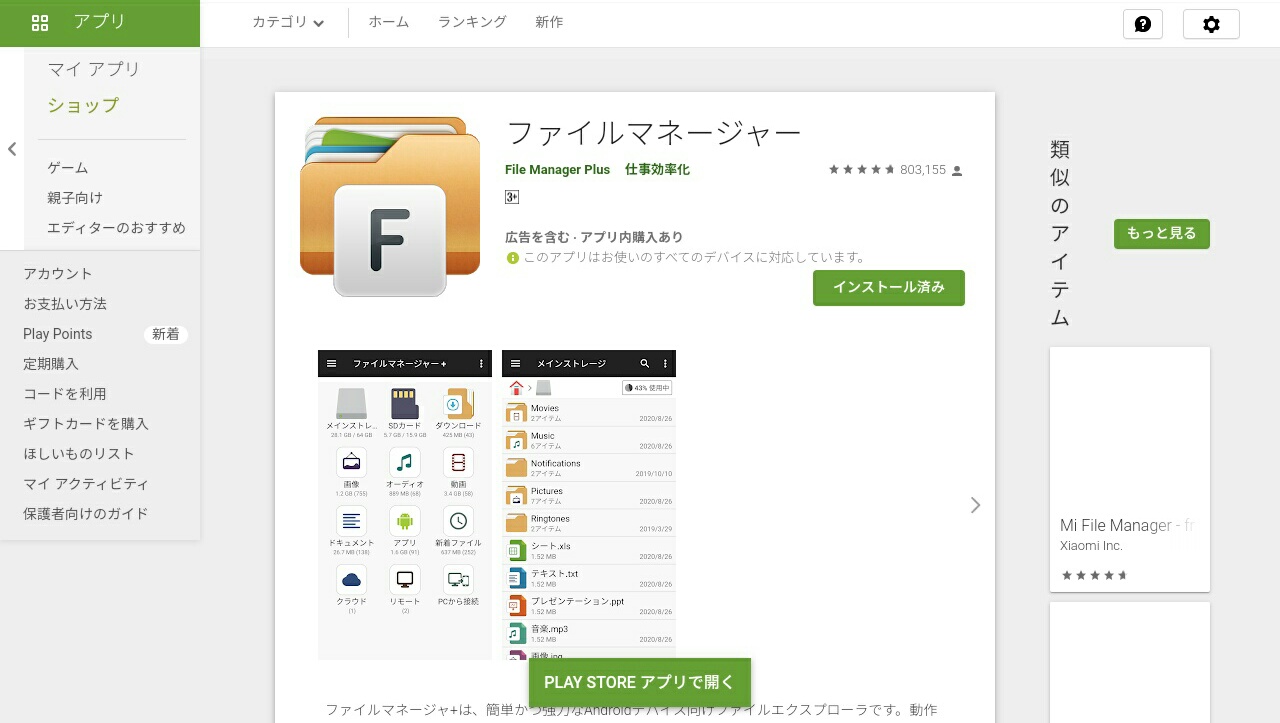 アプリ
カテゴリ
ホーム
ランキング
新作
マイ アプリ
ショップ
ゲーム
親子向け
エディターのおすすめ
アカウント
お支払い方法
Play Points 新着
定期購入
コードを利用
ギフトカードを購入
ほしいものリスト
マイ アクティビティ
保護者向けのガイド
F
ファイルマネージャー
File Manager Plus 仕事効率化
803,155
3+
広告を含む · アプリ内購入あり
このアプリはお使いのすべてのデバイスに対応しています。
インストール済み
ファイルマネージャー+
メインストレ... SDカード ダウンロード
28.1 GB / 64 GB 5.7 GB / 15.9 GB 425 MB (43)
画像 オーディオ 動画
1.2 GB (755) 889 MB (68) 3.4 GB (58)
ドキュメント アプリ 新着ファイル
26.7 MB (138) 1.6 GB (91) 637 MB (252)
クラウド リモート PCから接続
(1) (2)
メインストレージ
43% 使用中
Movies
2アイテム 2020/8/26
Music
6アイテム 2020/8/26
Notifications
2アイテム 2019/10/10
Pictures
7アイテム 2020/8/26
Ringtones
2アイテム 2019/3/29
シート.xls
1.52 MB 2020/8/26
テキスト.txt
1.52 MB 2020/8/26
プレゼンテーション.ppt
1.52 MB 2020/8/26
音楽.mp3
1.52 MB 2020/8/26
画像.jpg
PLAY STORE アプリで開く
ファイルマネージャ+は、簡単かつ強力なAndroidデバイス向けファイルエクスプローラです。動作
類似のアイテム
もっと見る
Mi File Manager - fr
Xiaomi Inc.